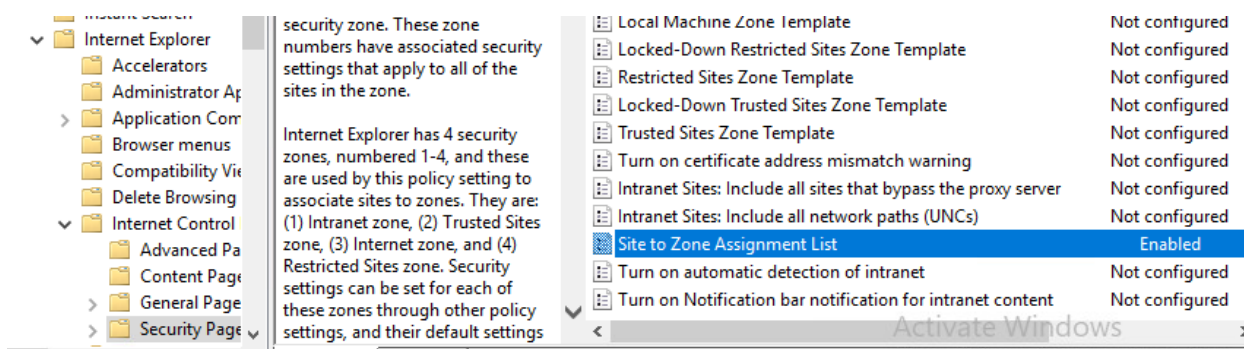 Instant Search
Internet Explorer
Accelerators
Administrator Ap
Application Com
Browser menus
Compatibility Vie
Delete Browsing
Internet Control
Advanced Pa
Content Page
General Page
Security Page
security zone. These zone
numbers have associated security
settings that apply to all of the
sites in the zone.
Internet Explorer has 4 security
zones, numbered 1-4, and these
are used by this policy setting to
associate sites to zones. They are:
(1) Intranet zone, (2) Trusted Sites
zone, (3) Internet zone, and (4)
Restricted Sites zone. Security
settings can be set for each of
these zones through other policy
settings, and their default settings
Local Machine Zone Template Not configured
Locked-Down Restricted Sites Zone Template Not configured
Restricted Sites Zone Template Not configured
Locked-Down Trusted Sites Zone Template Not configured
Trusted Sites Zone Template Not configured
Turn on certificate address mismatch warning Not configured
Intranet Sites: Include all sites that bypass the proxy server Not configured
Intranet Sites: Include all network paths (UNCs) Not configured
Site to Zone Assignment List Enabled
Turn on automatic detection of intranet Not configured
Turn on Notification bar notification for intranet content Not configured
Activate Windows